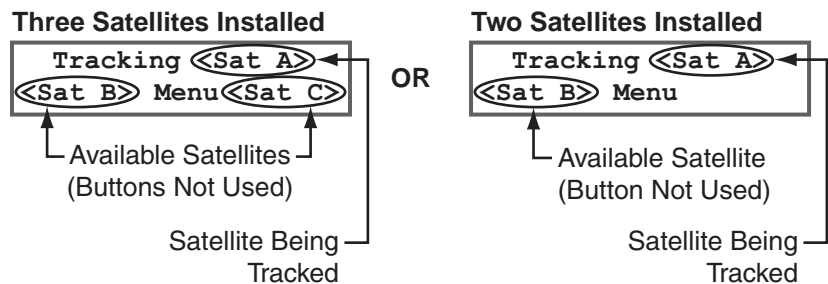 Three Satellites Installed
Tracking <Sat A>
<Sat B> Menu <Sat C>
Available Satellites
(Buttons Not Used)
Satellite Being
Tracked
OR
Two Satellites Installed
Tracking <Sat A>
<Sat B> Menu
Available Satellite
(Button Not Used)
Satellite Being
Tracked